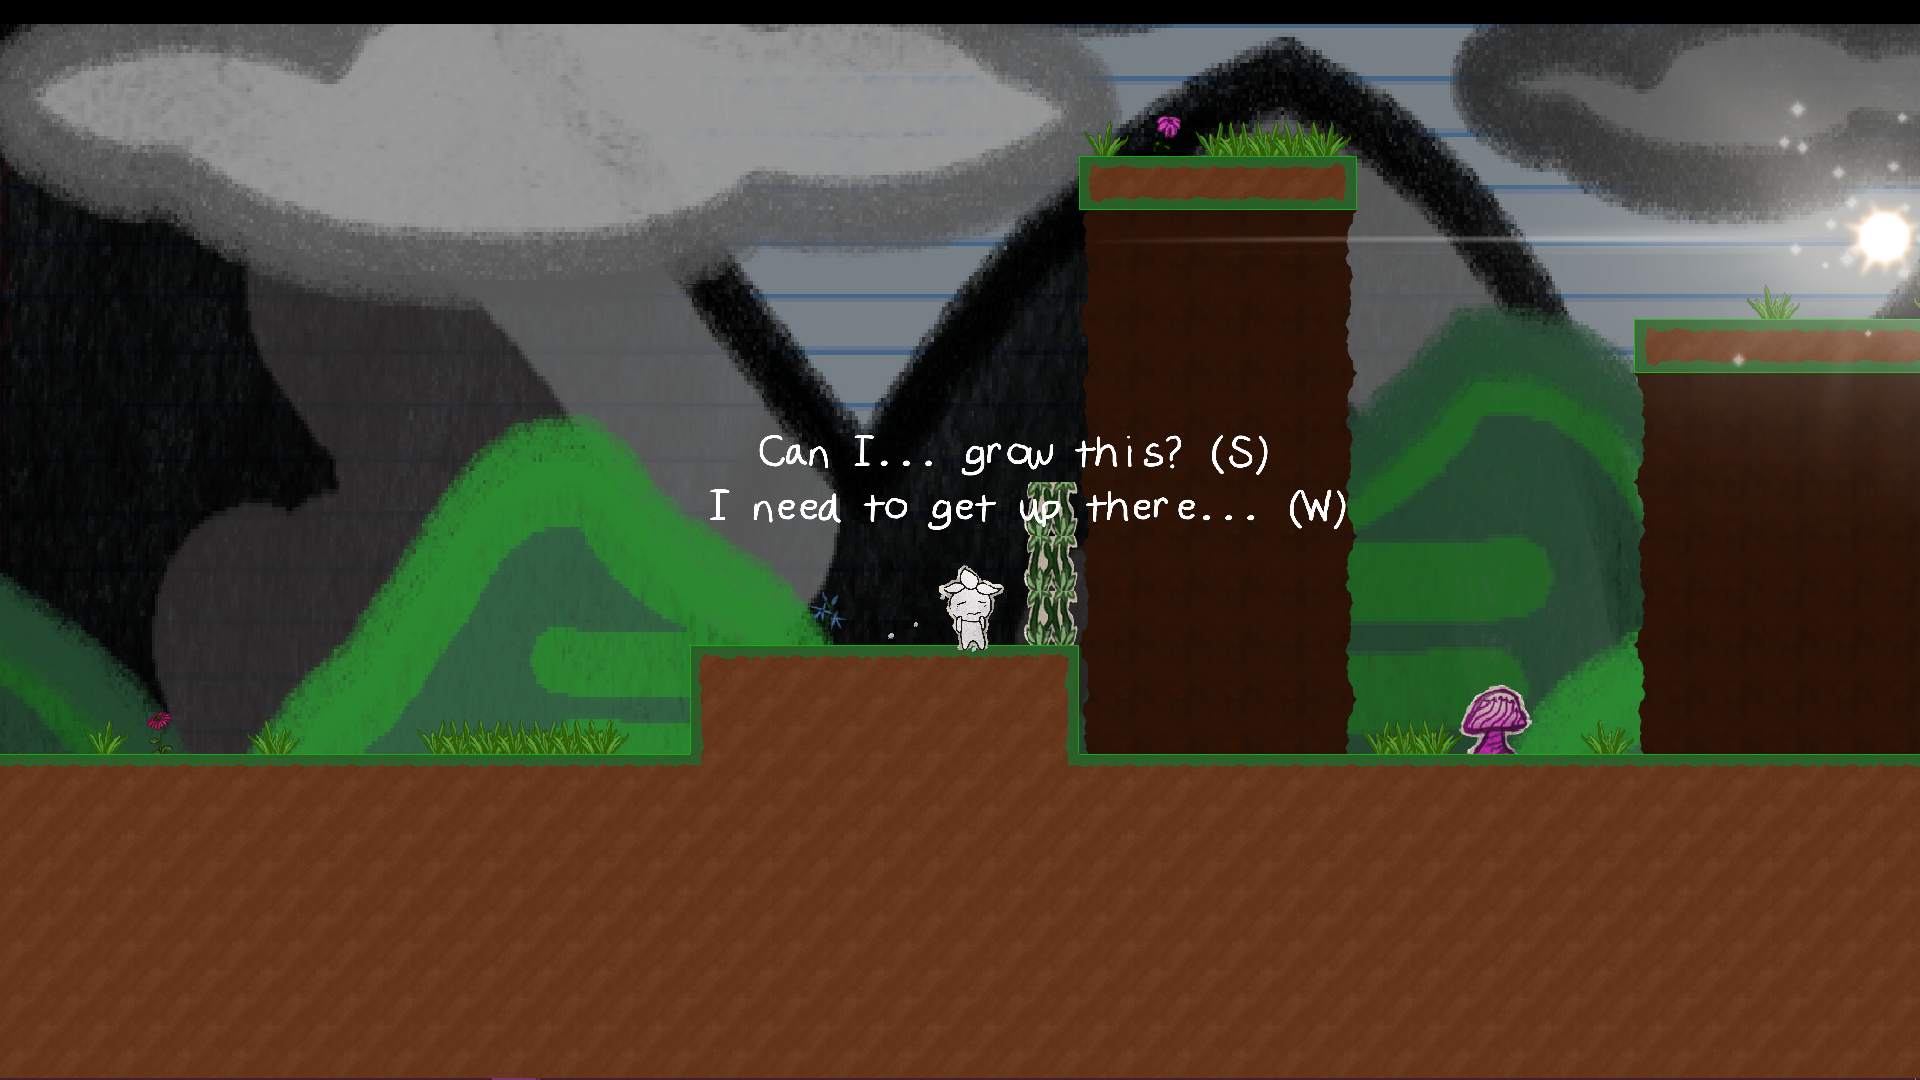 Can I... grow this? (S)
I need to get up there... (W)